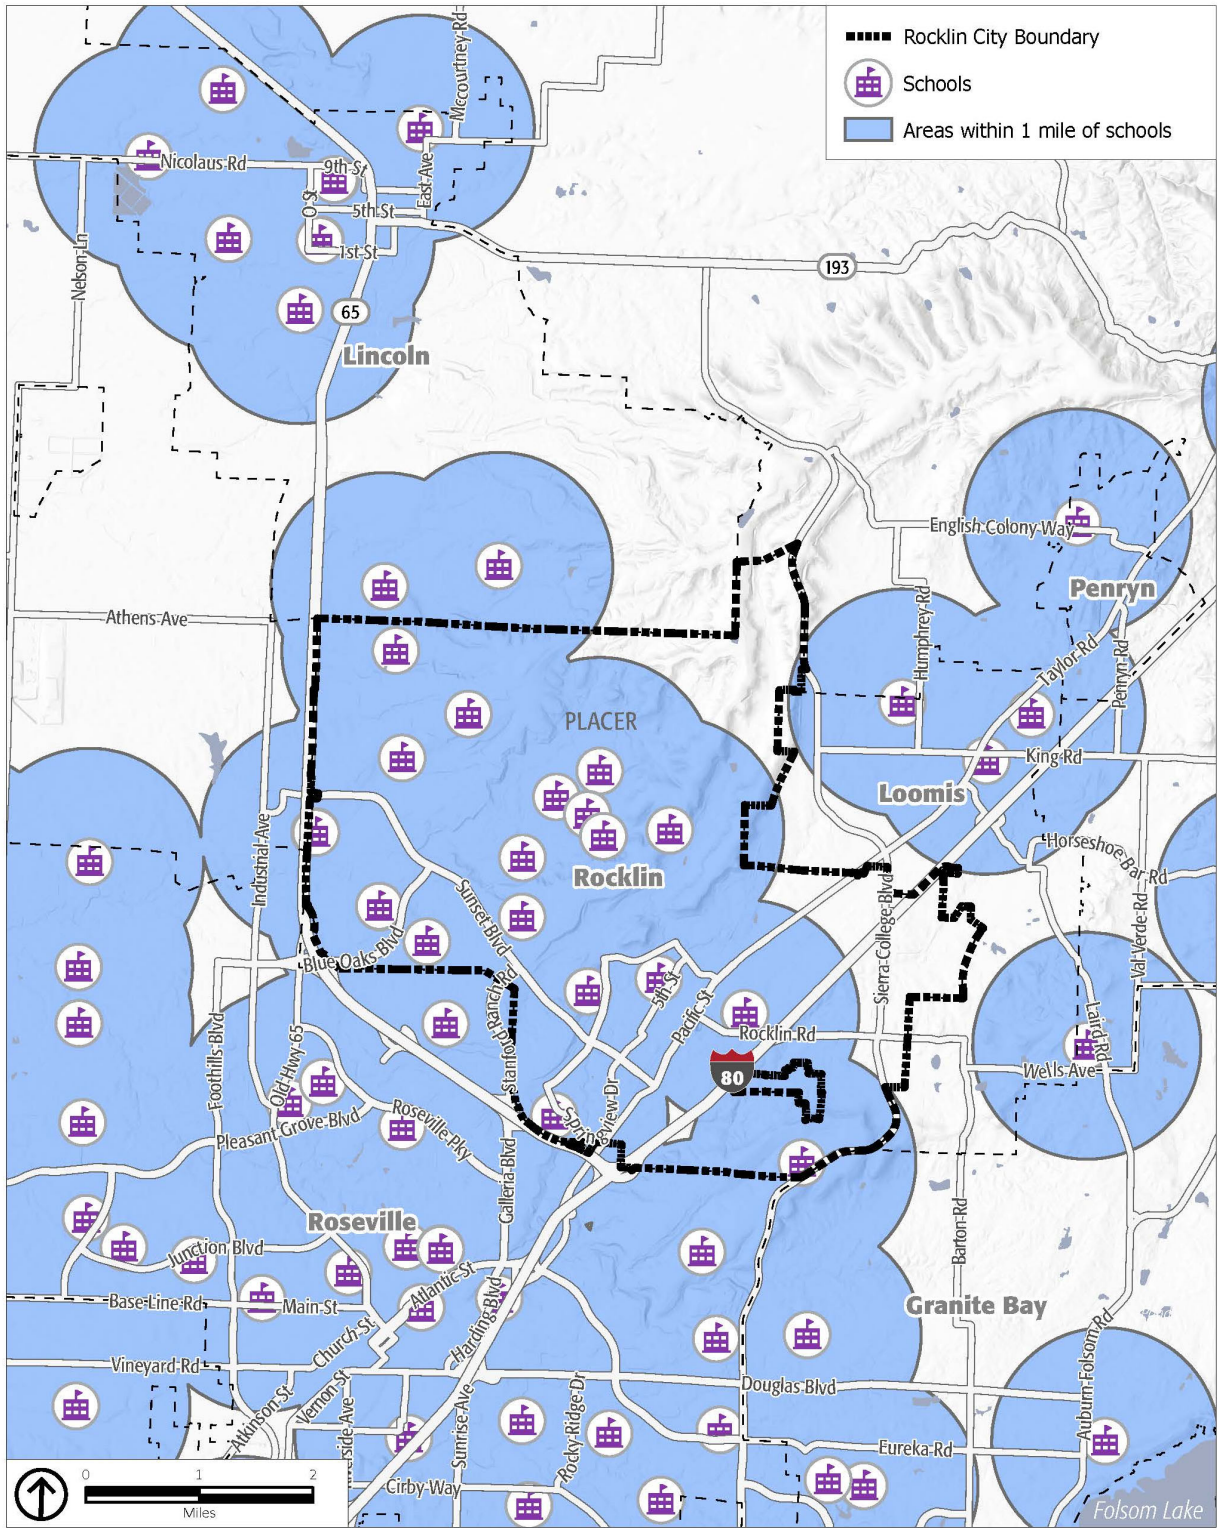 Rocklin City Boundary
Schools
Areas within 1 mile of schools
Mccourtney Rd
Nicolaus Rd
9th St
East Ave
O St
5th St
1st St
Nelson Ln
193
65
Lincoln
English Colony Way
Penryn
Athens Ave
Humphrey Rd
Taylor Rd
Penryn Rd
PLACER
King Rd
Loomis
Industrial Ave
Horseshoe Bar Rd
Rocklin
Sunset Blvd
Sierra College Blvd
Val Verde Rd
Blue Oaks Blvd
Stanford Ranch Rd
5th St
Pacific St
Rocklin Rd
Laird Rd
Foothills Blvd
Old Hwy 65
80
Wells Ave
Springview Dr
Pleasant Grove Blvd
Roseville Pky
Galleria Blvd
Barton Rd
Roseville
Junction Blvd
Atlantic St
Base Line Rd
Main St
Harding Blvd
Granite Bay
Church St
Vineyard Rd
Vernon St
Douglas Blvd
Auburn Folsom Rd
Atkinson St
erside Ave
Sunrise Ave
Rocky Ridge Dr
Eureka Rd
Cirby Way
0 1 2
Miles
Folsom Lake